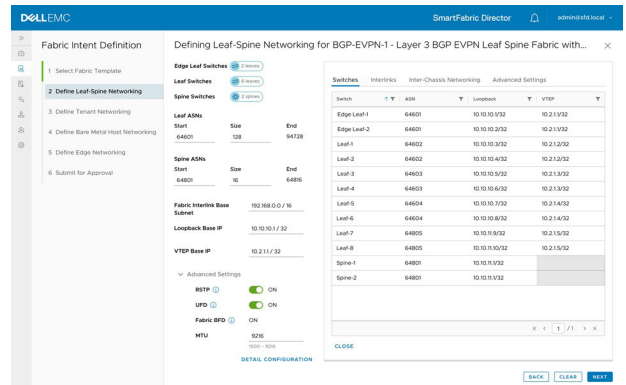 DELLEMC
SmartFabric Director
admin@sfd.local
Fabric Intent Definition
1 Select Fabric Template
2 Define Leaf-Spine Networking
3 Define Tenant Networking
4 Define Bare Metal Host Networking
5 Define Edge Networking
6 Submit for Approval
Defining Leaf-Spine Networking for BGP-EVPN-1 - Layer 3 BGP EVPN Leaf Spine Fabric with...
Edge Leaf Switches 2 leaves
Leaf Switches 6 leaves
Spine Switches 2 spines
Leaf ASNs
Start Size End
64601 128 94728
Spine ASNs
Start Size End
64801 16 64816
Fabric Interlink Base Subnet 192.168.0.0 / 16
Loopback Base IP 10.10.10.1 / 32
VTEP Base IP 10.2.1.1 / 32
Advanced Settings
RSTP ON
UFD ON
Fabric BFD ON
MTU 9216
1500 – 9216
DETAIL CONFIGURATION
Switches Interlinks Inter-Chassis Networking Advanced Settings
Switch ASN Loopback VTEP
Edge Leaf-1 64601 10.10.10.1/32 10.2.1.1/32
Edge Leaf-2 64601 10.10.10.2/32 10.2.1.1/32
Leaf-1 64602 10.10.10.3/32 10.2.1.2/32
Leaf-2 64602 10.10.10.4/32 10.2.1.2/32
Leaf-3 64603 10.10.10.5/32 10.2.1.3/32
Leaf-4 64603 10.10.10.6/32 10.2.1.3/32
Leaf-5 64604 10.10.10.7/32 10.2.1.4/32
Leaf-6 64604 10.10.10.8/32 10.2.1.4/32
Leaf-7 64805 10.10.11.9/32 10.2.1.5/32
Leaf-8 64805 10.10.11.10/32 10.2.1.5/32
Spine-1 64801 10.10.11.1/32
Spine-2 64801 10.10.11.1/32
1 / 1
CLOSE
BACK CLEAR NEXT